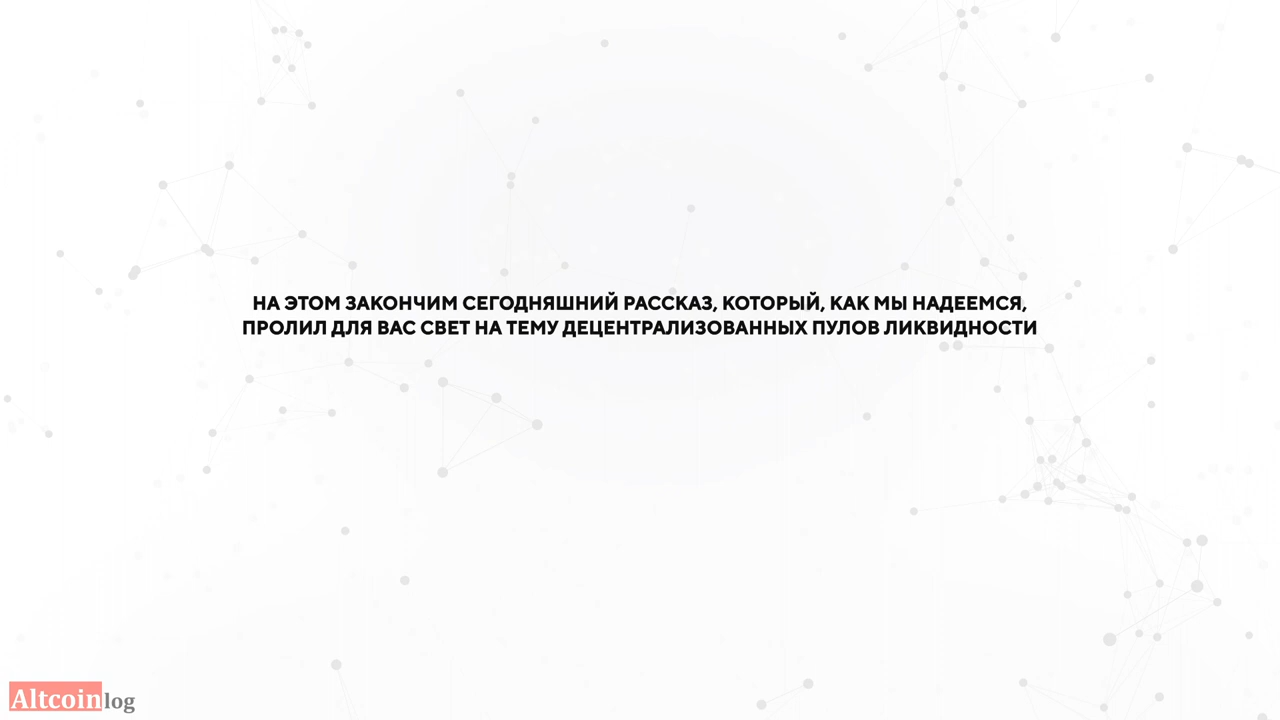 НА ЭТОМ ЗАКОНЧИМ СЕГОДНЯШНИЙ РАССКАЗ, КОТОРЫЙ, КАК МЫ НАДЕЕМСЯ,
ПРОЛИЛ ДЛЯ ВАС СВЕТ НА ТЕМУ ДЕЦЕНТРАЛИЗОВАННЫХ ПУЛОВ ЛИКВИДНОСТИ
Altcoinlog